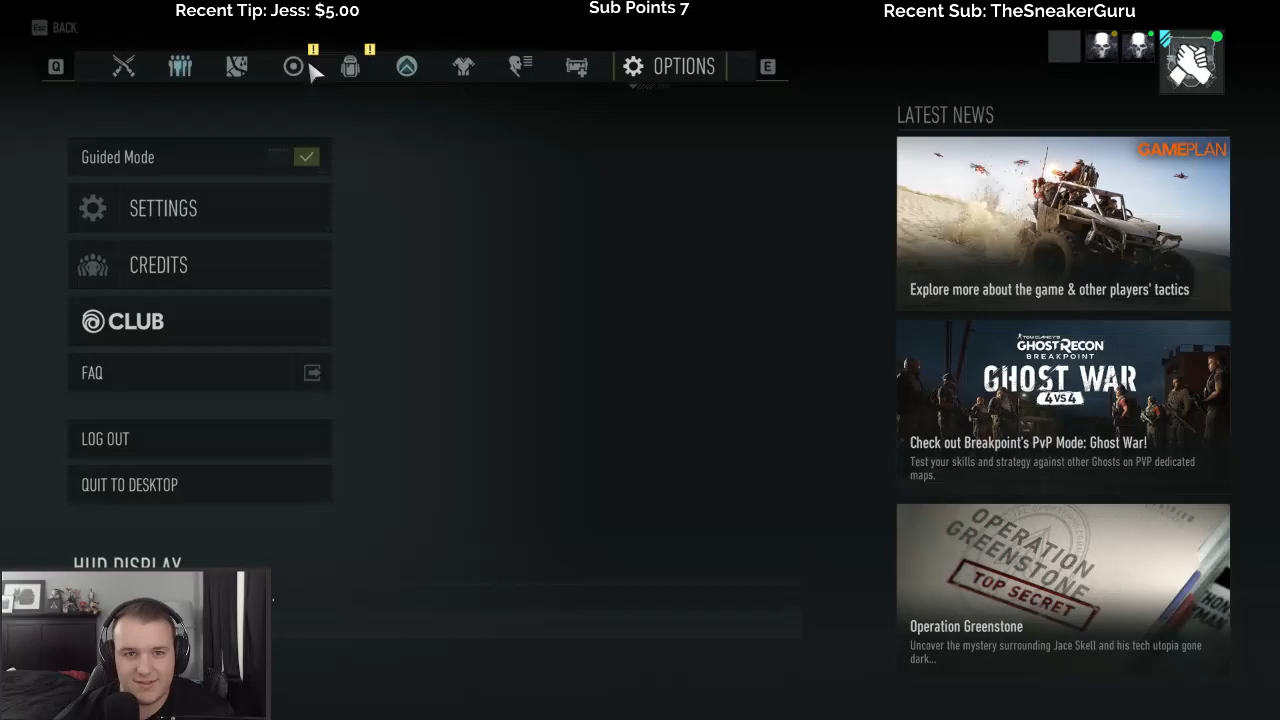 Recent Tip: Jess: $5.00
Sub Points 7
Recent Sub: TheSneakerGuru
Esc BACK
Q
!
!
OPTIONS
E
LATEST NEWS
Guided Mode
SETTINGS
CREDITS
CLUB
FAQ
LOG OUT
QUIT TO DESKTOP
HUD DISPLAY
GAMEPLAN
Explore more about the game & other players' tactics
TOM CLANCY'S
GHOST RECON
BREAKPOINT
GHOST WAR
4 VS 4
Check out Breakpoint's PvP Mode: Ghost War!
Test your skills and strategy against other Ghosts on PVP dedicated
maps.
OPERATION
GREENSTONE
TOP SECRET
Operation Greenstone
Uncover the mystery surrounding Jace Skell and his tech utopia gone
dark...